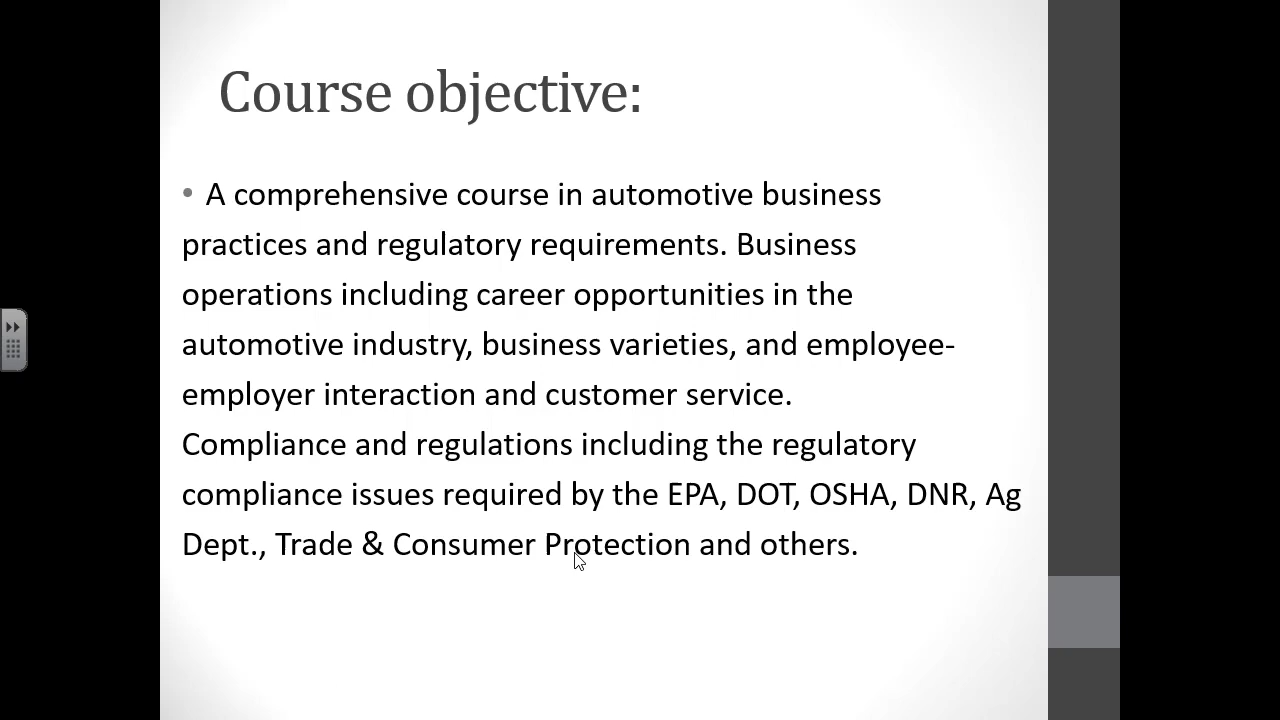 Course objective:
• A comprehensive course in automotive business
practices and regulatory requirements. Business
operations including career opportunities in the
automotive industry, business varieties, and employee-
employer interaction and customer service.
Compliance and regulations including the regulatory
compliance issues required by the EPA, DOT, OSHA, DNR, Ag
Dept., Trade & Consumer Protection and others.